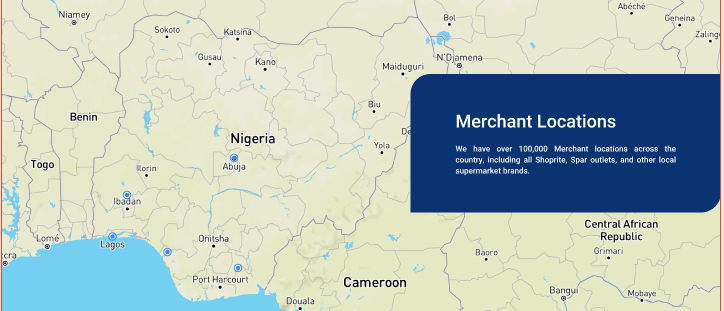 Niamey
Sokoto
Katsina
Gusau
Kano
Bol
Abéché
Geneina
Zaling
N'Djamena
Maiduguri
Biu
Benin
Nigeria
Yola
De
Togo
Ilorin
Abuja
Ibadan
Lomé
Lagos
Onitsha
ccra
Port Harcourt
Cameroon
Douala
Merchant Locations
We have over 100,000 Merchant locations across the
country, including all Shoprite, Spar outlets, and other local
supermarket brands.
Central African
Republic
Baoro
Grimari
Bangui
Mobaye